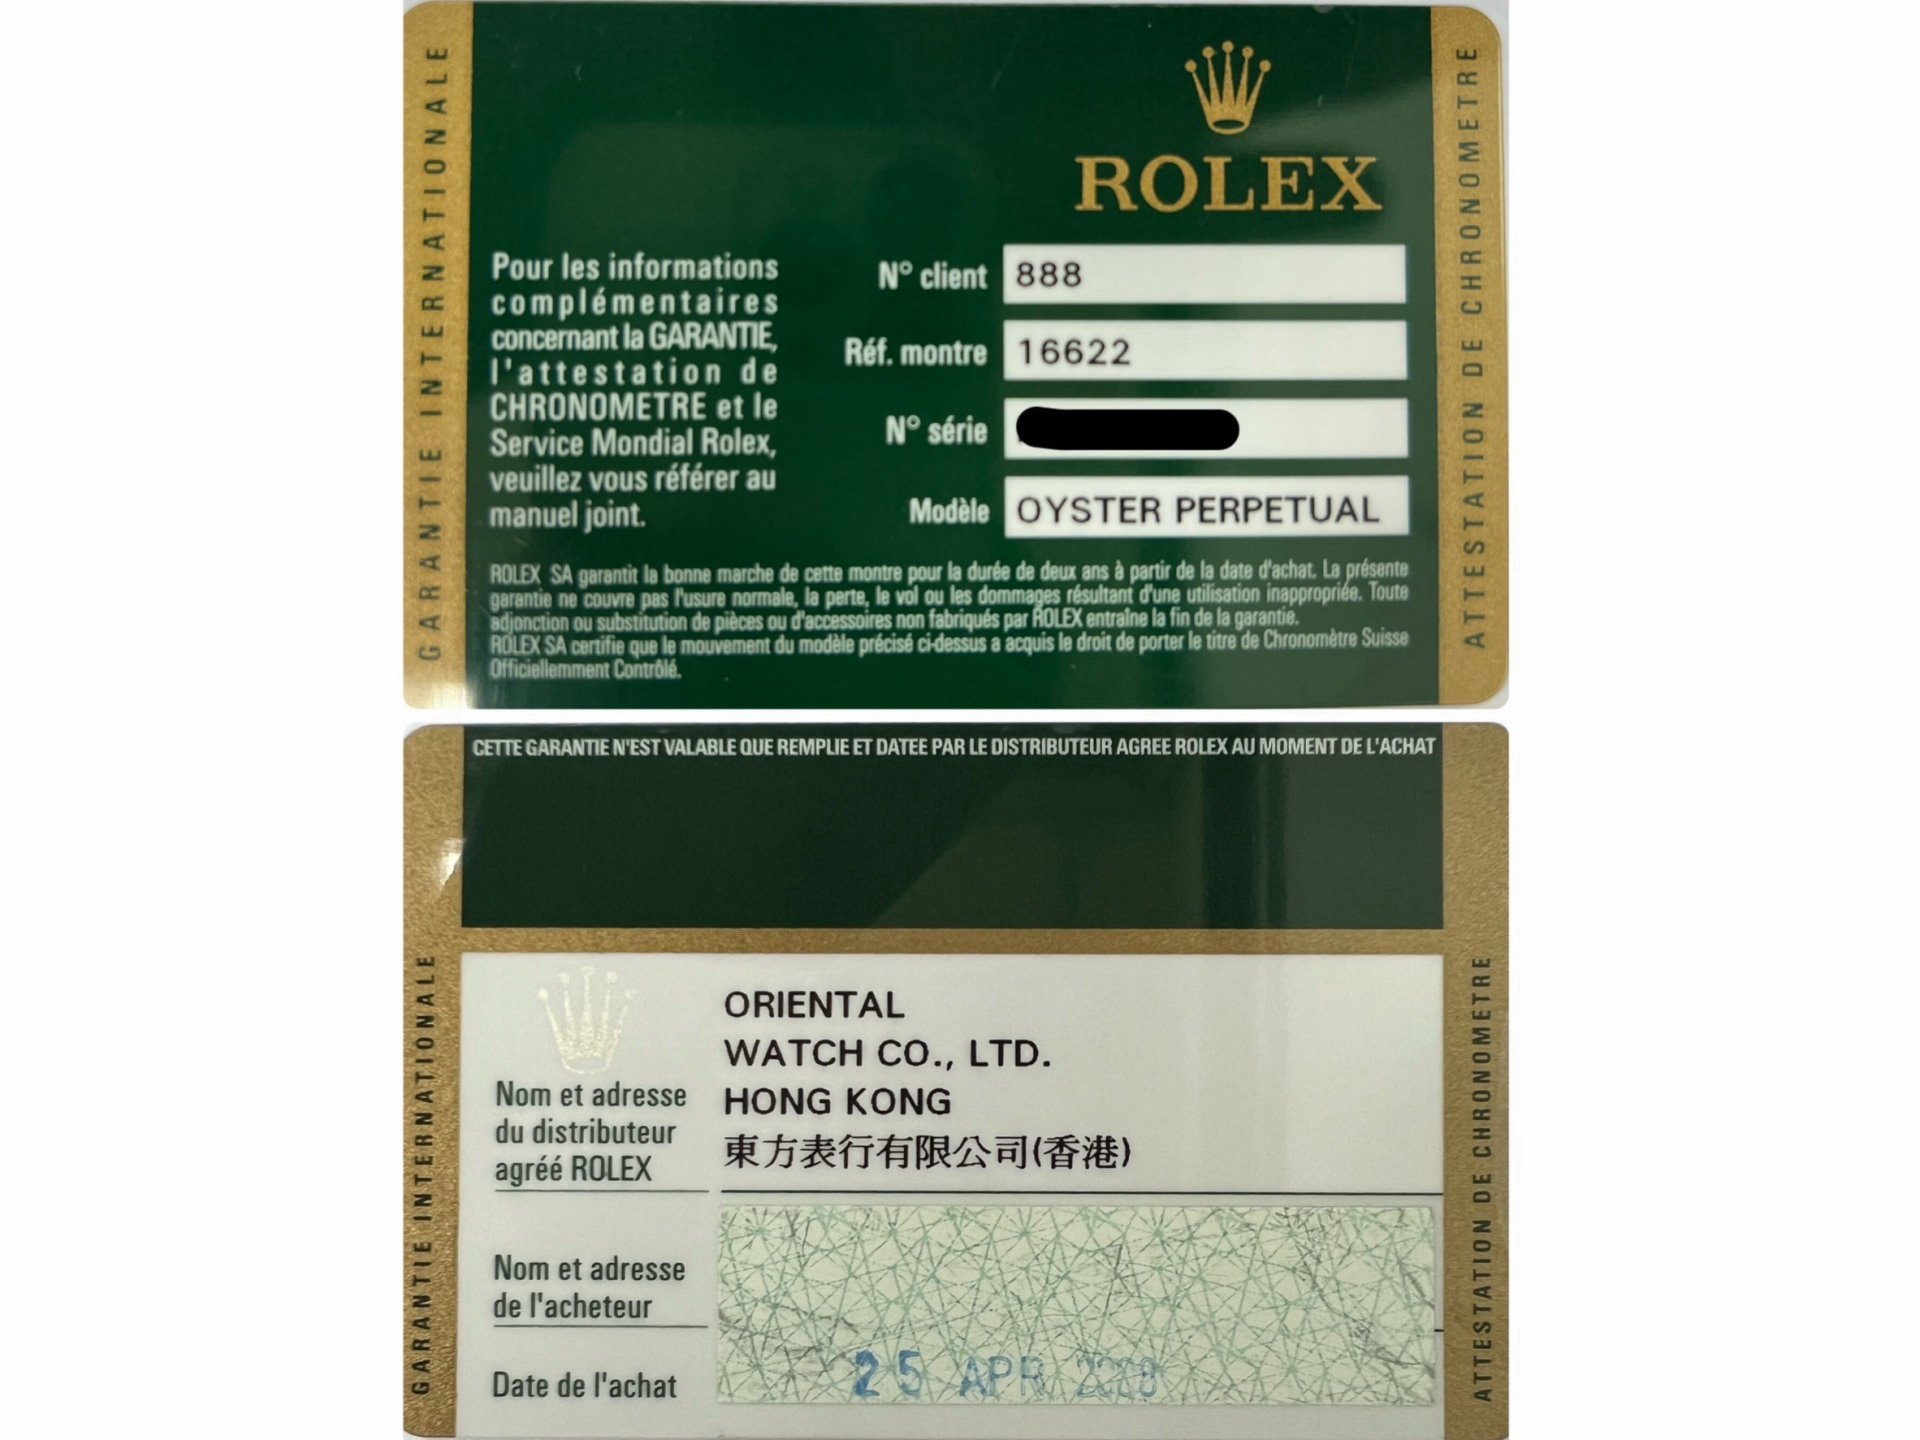 GARANTIE INTERNATIONALE
ROLEX
Pour les informations
complémentaires
concernant la GARANTIE,
l'attestation de
CHRONOMETRE et le
Service Mondial Rolex,
veuillez vous référer au
manuel joint.
N° client 888
Réf. montre 16622
N° série
Modèle OYSTER PERPETUAL
ROLEX SA garantit la bonne marche de cette montre pour la durée de deux ans à partir de la date d'achat. La présente
garantie ne couvre pas l'usure normale, la perte, le vol ou les dommages résultant d'une utilisation inappropriée. Toute
adjonction ou substitution de pièces ou d'accessoires non fabriqués par ROLEX entraîne la fin de la garantie.
ROLEX SA certifie que le mouvement du modèle précisé ci-dessus a acquis le droit de porter le titre de Chronomètre Suisse
Officiellemment Contrôlé.
ATTESTATION DE CHRONOMETRE
CETTE GARANTIE N'EST VALABLE QUE REMPLIE ET DATEE PAR LE DISTRIBUTEUR AGREE ROLEX AU MOMENT DE L'ACHAT
GARANTIE INTERNATIONALE
Nom et adresse
du distributeur
agréé ROLEX
ORIENTAL
WATCH CO., LTD.
HONG KONG
東方表行有限公司(香港)
Nom et adresse
de l'acheteur
Date de l'achat
25 APR 2008
ATTESTATION DE CHRONOMETRE